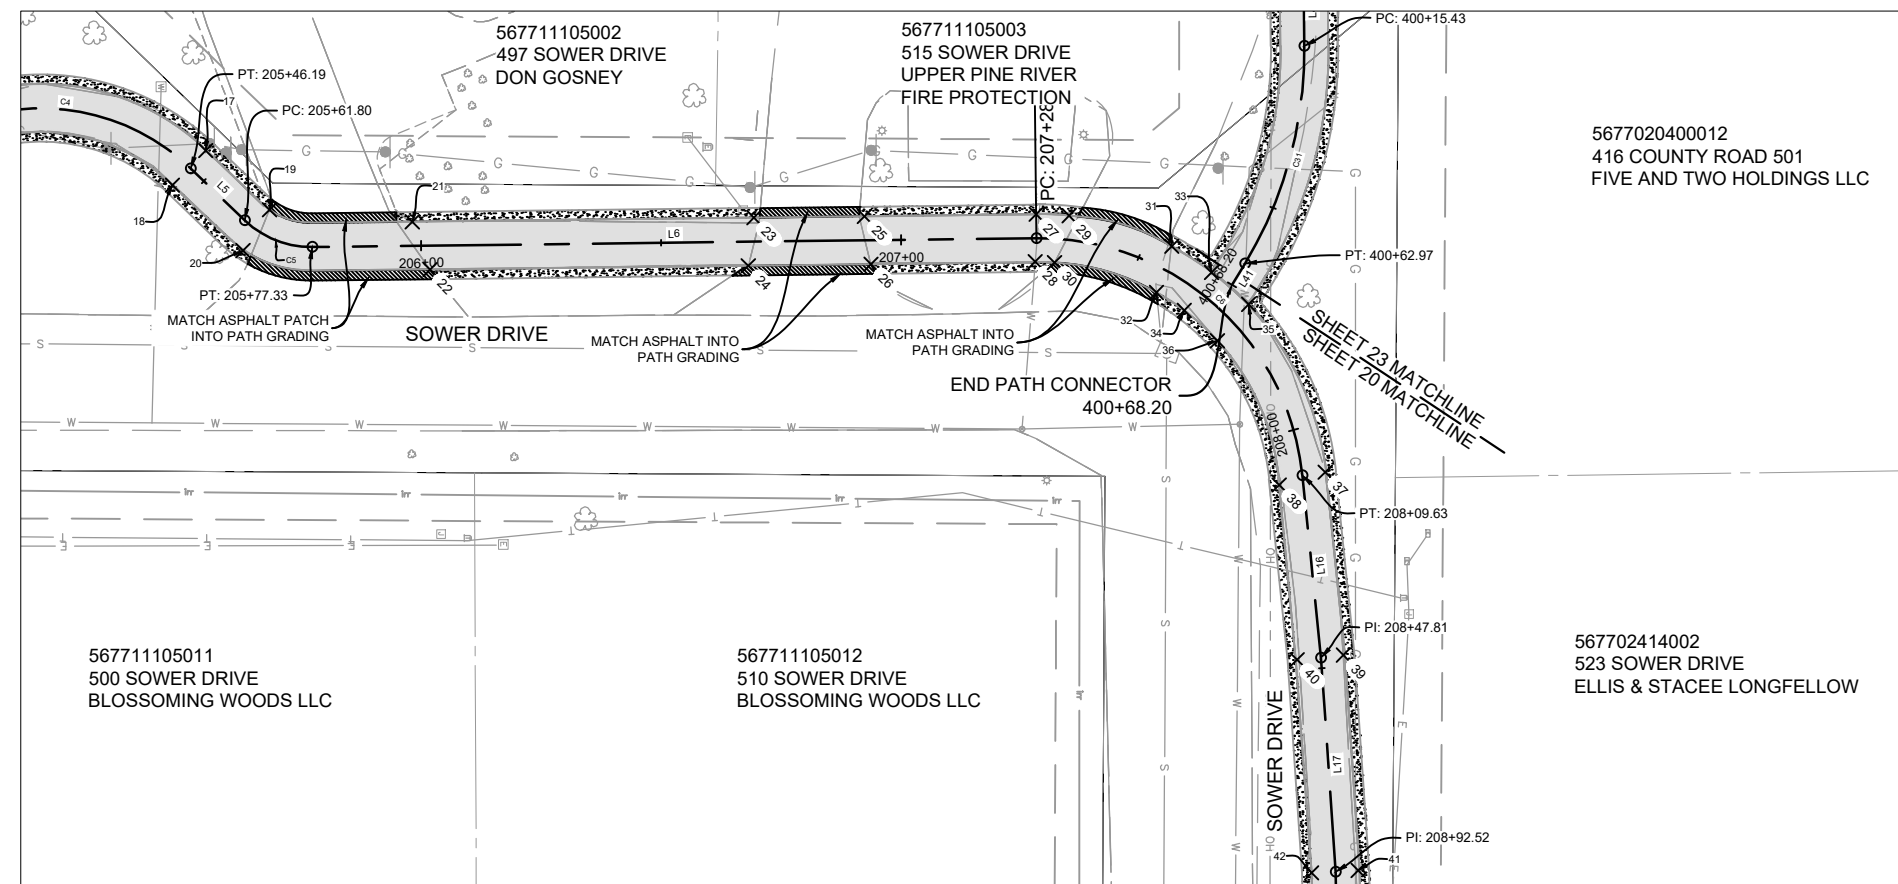 567711105002
497 SOWER DRIVE
DON GOSNEY
567711105003
515 SOWER DRIVE
UPPER PINE RIVER
FIRE PROTECTION
PC: 400+15.43
5677020400012
416 COUNTY ROAD 501
FIVE AND TWO HOLDINGS LLC
PT: 205+46.19
17
PC: 205+61.80
C4
L5
19
18
20
C5
21
PT: 205+77.33
206+00
22
L6
23
24
25
26
207+00
27
28
29
30
31
32
33
34
35
36
C31
PT: 400+62.97
L41
C6
400+68.20
MATCH ASPHALT PATCH
INTO PATH GRADING
SOWER DRIVE
MATCH ASPHALT INTO
PATH GRADING
MATCH ASPHALT INTO
PATH GRADING
END PATH CONNECTOR
400+68.20
SHEET 23 MATCHLINE
SHEET 20 MATCHLINE
208+00
37
38
PT: 208+09.63
L16
PI: 208+47.81
39
40
L17
SOWER DRIVE
PI: 208+92.52
41
42
567711105011
500 SOWER DRIVE
BLOSSOMING WOODS LLC
567711105012
510 SOWER DRIVE
BLOSSOMING WOODS LLC
567702414002
523 SOWER DRIVE
ELLIS & STACEE LONGFELLOW